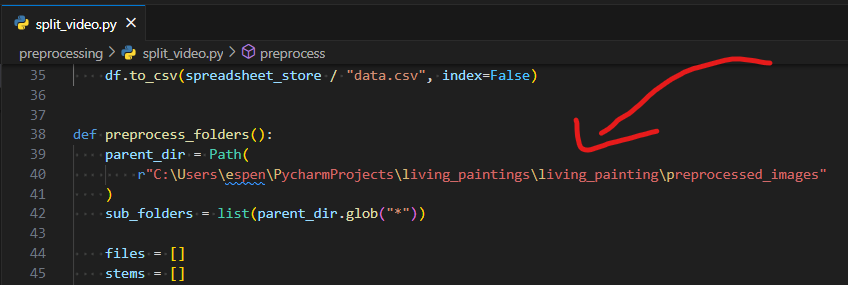 split_video.py
preprocessing > split_video.py > preprocess
35 df.to_csv(spreadsheet_store / "data.csv", index=False)
36
37
38 def preprocess_folders():
39 parent_dir = Path(
40 r"C:\Users\espen\PycharmProjects\living_paintings\living_painting\preprocessed_images"
41 )
42 sub_folders = list(parent_dir.glob("*"))
43
44 files = []
45 stems = []